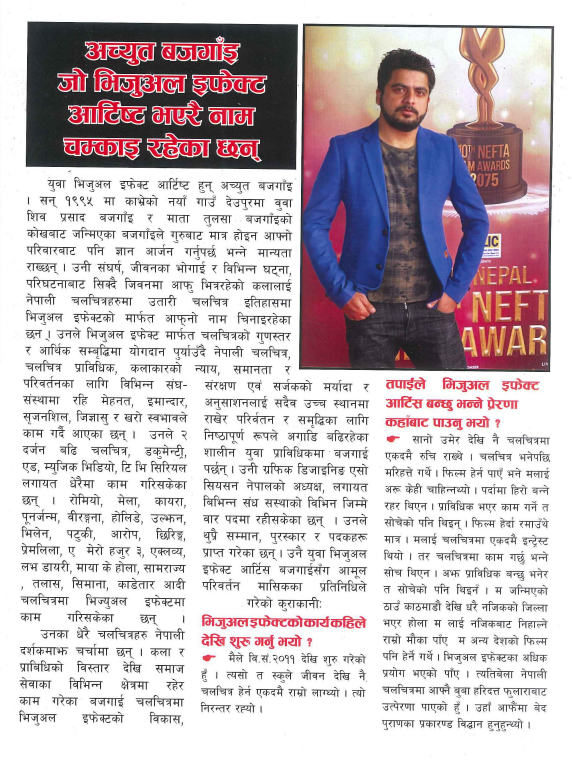 अच्युत बजगाँइ
जो भिजुअल इफेक्ट
आर्टिष्ट भएरै नाम
चम्काइ रहेका छन्
10TH NEFTA
M AWARDS
2075
LIC
NEPAL
NEFT
AWAR
युवा भिजुअल इफेक्ट आर्टिष्ट हुन् अच्युत बजगाँइ
। सन् १९९५ मा काभ्रेको नयाँ गाउँ देउपुरमा वुवा
शिव प्रसाद बजगाँइ र माता तुलसा बजगाँइको
कोखबाट जन्मिएका बजगाँइले गुरुबाट मात्र होइन आफ्नो
परिवारबाट पनि ज्ञान आर्जन गर्नुपर्छ भन्ने मान्यता
राख्छन् । उनी संघर्ष, जीवनका भोगाई र विभिन्न घट्ना,
परिघटनाबाट सिक्दै जिवनमा आफु भित्ररहेको कलालाई
नेपाली चलचित्रहरुमा उतारी चलचित्र इतिहासमा
भिजुअल इफेक्टको मार्फत आफ्नो नाम चिनाइरहेका
छन् । उनले भिजुअल इफेक्ट मार्फत चलचित्रको गुणस्तर
र आर्थिक सम्बृद्धिमा योगदान पुर्याउँदै नेपाली चलचित्र,
चलचित्र प्राविधिक, कलाकारको न्याय, समानता र
परिवर्तनका लागि विभिन्न संघ-
संस्थामा रहि मेहनत, इमान्दार,
सृजनशिल, जिज्ञासु र खरो स्वभावले
काम गर्दै आएका छन् । उनले २
दर्जन बढि चलचित्र, डकुमेन्ट्री,
एड, म्युजिक भिडियो, टि भि सिरियल
लगायत धेरैमा काम गरिसकेका
छन् । रोमियो, मेला, कायरा,
पूनर्जन्म, वीरङ्गना, होलिडे, उल्झन,
भिलेन, पटुकी, आरोप, छिरिङ्ग,
प्रेमलिला, ए मेरो हजुर ३, एक्लव्य,
लभ डायरी, माया के होला, सामराज्य
, तलास, सिमाना, काडेतार आदी
चलचित्रमा भिज्युअल इफेक्टमा
काम गरिसकेका छन् ।
उनका धेरै चलचित्रहरु नेपाली
दर्शकमाझ चर्चामा छन् । कला र
प्राविधिको विस्तार देखि समाज
सेवाका विभिन्न क्षेत्रमा रहेर
काम गरेका बजगाई चलचित्रमा
भिजुअल इफेक्टको विकास,
संरक्षण एवं सर्जकको मर्यादा र
अनुसाशनलाई सदैव उच्च स्थानमा
राखेर परिर्वतन र समृद्धिका लागि
निष्ठापूर्ण रूपले अगाडि बढिरहेका
शालीन युवा प्राविधिकमा बजगाई
पर्छन् । उनी ग्रफिक डिजाइनिङ एसो
सियसन नेपालको अध्यक्ष, लगायत
विभिन्न संध सस्थाको विभिन जिम्मे
बार पदमा रहीसकेका छन् । उनले
थुप्रै सम्मान, पुरस्कार र पदकहरू
प्राप्त गरेका छन् । उनै युवा भिजुअल
इफेक्ट आर्टिस बजगाईसँग आमूल
परिवर्तन मासिकका प्रतिनिधिले
गरेको कुराकानी:
भिजुअल इफेक्टको कार्य कहिले
देखि शुरू गर्नु भयो ?
☛ मैले वि.सं.२०११ देखि शुरु गरेको
हुँ । त्यसो त स्कुले जीवन देखि नै
चलचित्र हेर्न एकदमै राम्रो लाग्थ्यो । त्यो
निरन्तर रह्यो ।
तपाईले भिजुअल इफेक्ट
आर्टिस बन्छु भन्ने प्रेरणा
कहाँबाट पाउनु भयो ?
☛ सानो उमेर देखि नै चलचित्रमा
एकदमै रुचि राख्थे । चलचित्र भनेपछि
मरिहत्ते गर्थे । फिल्म हेर्न पाएँ भने मलाई
अरू केही चाहिन्नथ्यो । पर्दामा हिरो बन्ने
रहर थिएन । प्राविधिक भएर काम गर्ने त
सोचेको पनि थिइन् । फिल्म हेर्दा रमाउँथे
मात्र । मलाई चलचित्रमा एकदमै इन्ट्रेस्ट
थियो । तर चलचित्रमा काम गर्छु भन्ने
सोच थिएन । अझ प्राविधिक बन्छु भनेर
त सोचेको पनि थिइनँ । म जन्मिएको
ठाउँ काठमाडौ देखि धरै नजिकको जिल्ला
भएर होला म लाई नजिकबाट निहाल्ने
राम्रो मौका पाएँ म अन्य देशको फिल्म
पनि हेर्ने गर्थे । भिजुअल इफेक्टका अधिक
प्रयोग भएको पाएँ । त्यतिबेला नेपाली
चलचित्रमा आफ्नै बुबा हरिदत्त फुलाराबाट
उत्पेरणा पाएको हुँ । उहाँ आफैंमा बेद
पुराणका प्रकारण्ड विद्धान हुनुहुन्थ्यो ।